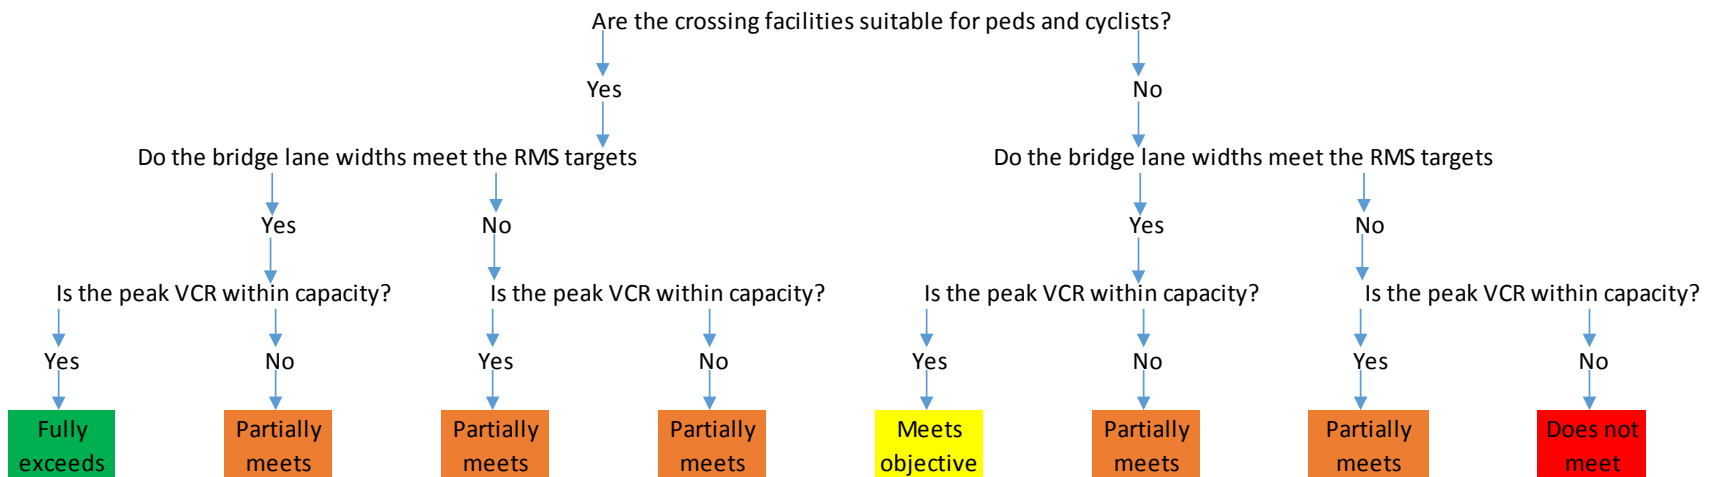 Are the crossing facilities suitable for peds and cyclists?
Yes No
Do the bridge lane widths meet the RMS targets Do the bridge lane widths meet the RMS targets
Yes No Yes No
Is the peak VCR within capacity? Is the peak VCR within capacity? Is the peak VCR within capacity? Is the peak VCR within capacity?
Yes No Yes No Yes No Yes No
Fully Partially Partially Partially Meets Partially Partially Does not
exceeds meets meets meets objective meets meets meet